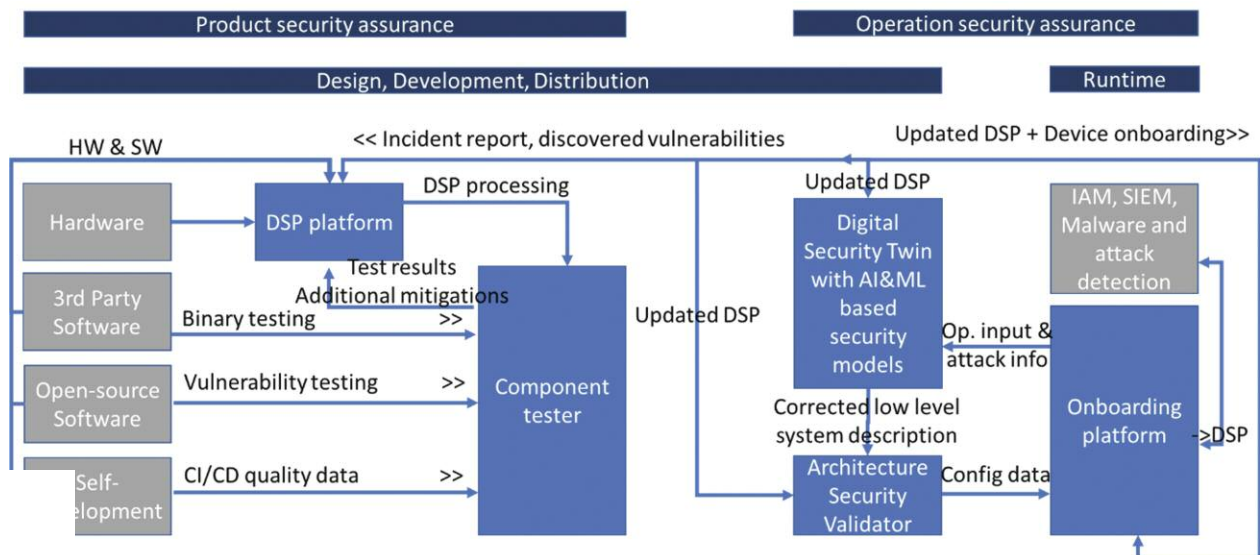 Product security assurance
Operation security assurance
Design, Development, Distribution
Runtime
HW & SW
<< Incident report, discovered vulnerabilities
Updated DSP + Device onboarding>>
Hardware
DSP platform
DSP processing
Updated DSP
Digital
Security Twin
with AI&ML
based
security
models
IAM, SIEM,
Malware and
attack
detection
Test results
Additional mitigations
3rd Party
Software
Binary testing
>>
Updated DSP
Op. input &
attack info
Open-source
Software
Vulnerability testing
>>
Component
tester
Corrected low level
system description
Onboarding
platform
->DSP
Self-
elopment
CI/CD quality data
>>
Architecture
Security
Validator
Config data